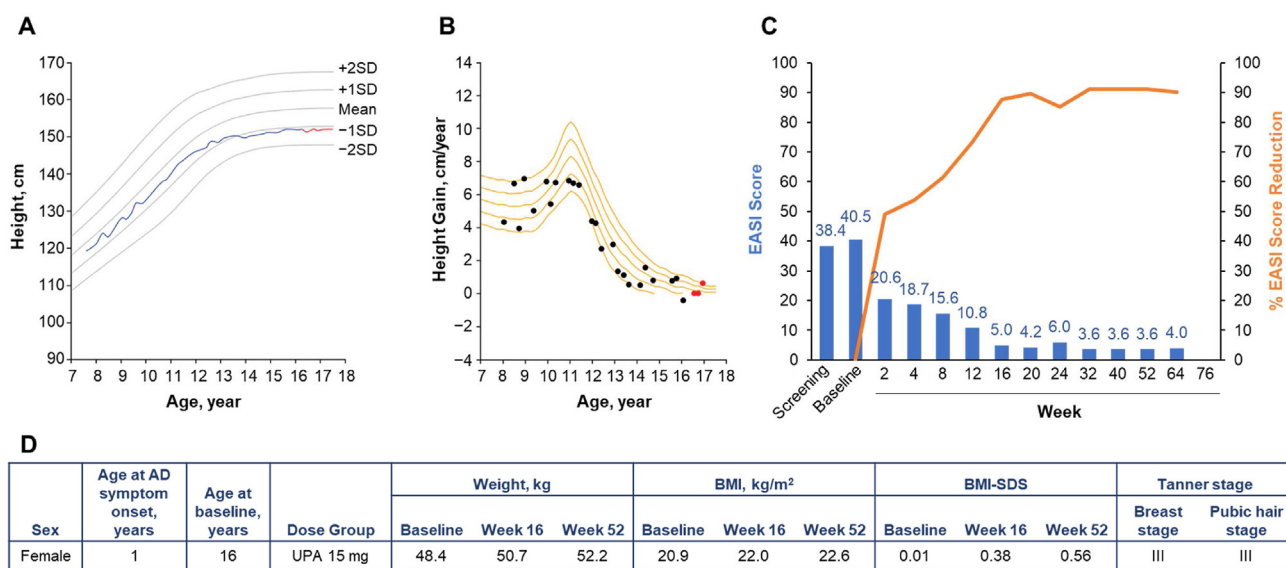 A
Height, cm
170
160
150
140
130
120
110
100
90
+2SD
+1SD
Mean
−1SD
−2SD
7 8 9 10 11 12 13 14 15 16 17 18
Age, year
B
Height Gain, cm/year
14
12
10
8
6
4
2
0
−2
−4
7 8 9 10 11 12 13 14 15 16 17 18
Age, year
C
EASI Score
100
90
80
70
60
50
40
30
20
10
0
38.4
40.5
20.6
18.7
15.6
10.8
5.0
4.2
6.0
3.6
3.6
3.6
4.0
100
90
80
70
60
50
40
30
20
10
0
% EASI Score Reduction
Screening
Baseline
2 4 8 12 16 20 24 32 40 52 64 76
Week
D
Sex
Age at AD
symptom
onset,
years
Age at
baseline,
years
Dose Group
Weight, kg
Baseline Week 16 Week 52
BMI, kg/m²
Baseline Week 16 Week 52
BMI-SDS
Baseline Week 16 Week 52
Tanner stage
Breast
stage
Pubic hair
stage
Female 1 16 UPA 15 mg 48.4 50.7 52.2 20.9 22.0 22.6 0.01 0.38 0.56 III III